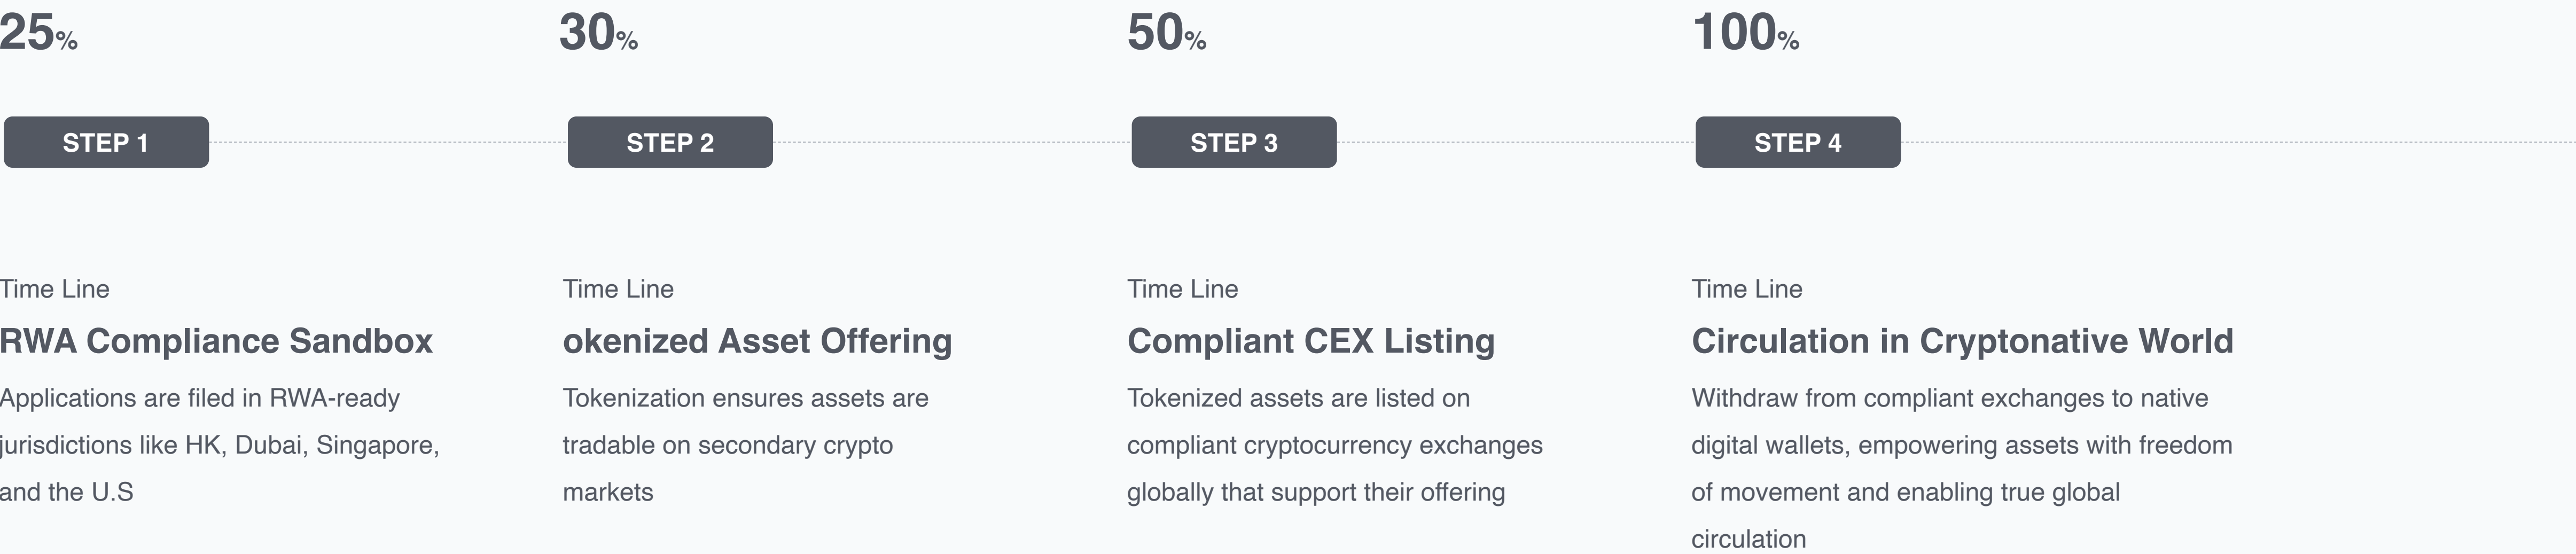 25%
30%
50%
100%
STEP 1
STEP 2
STEP 3
STEP 4
Time Line
RWA Compliance Sandbox
Applications are filed in RWA-ready
jurisdictions like HK, Dubai, Singapore,
and the U.S
Time Line
okenized Asset Offering
Tokenization ensures assets are
tradable on secondary crypto
markets
Time Line
Compliant CEX Listing
Tokenized assets are listed on
compliant cryptocurrency exchanges
globally that support their offering
Time Line
Circulation in Cryptonative World
Withdraw from compliant exchanges to native
digital wallets, empowering assets with freedom
of movement and enabling true global
circulation